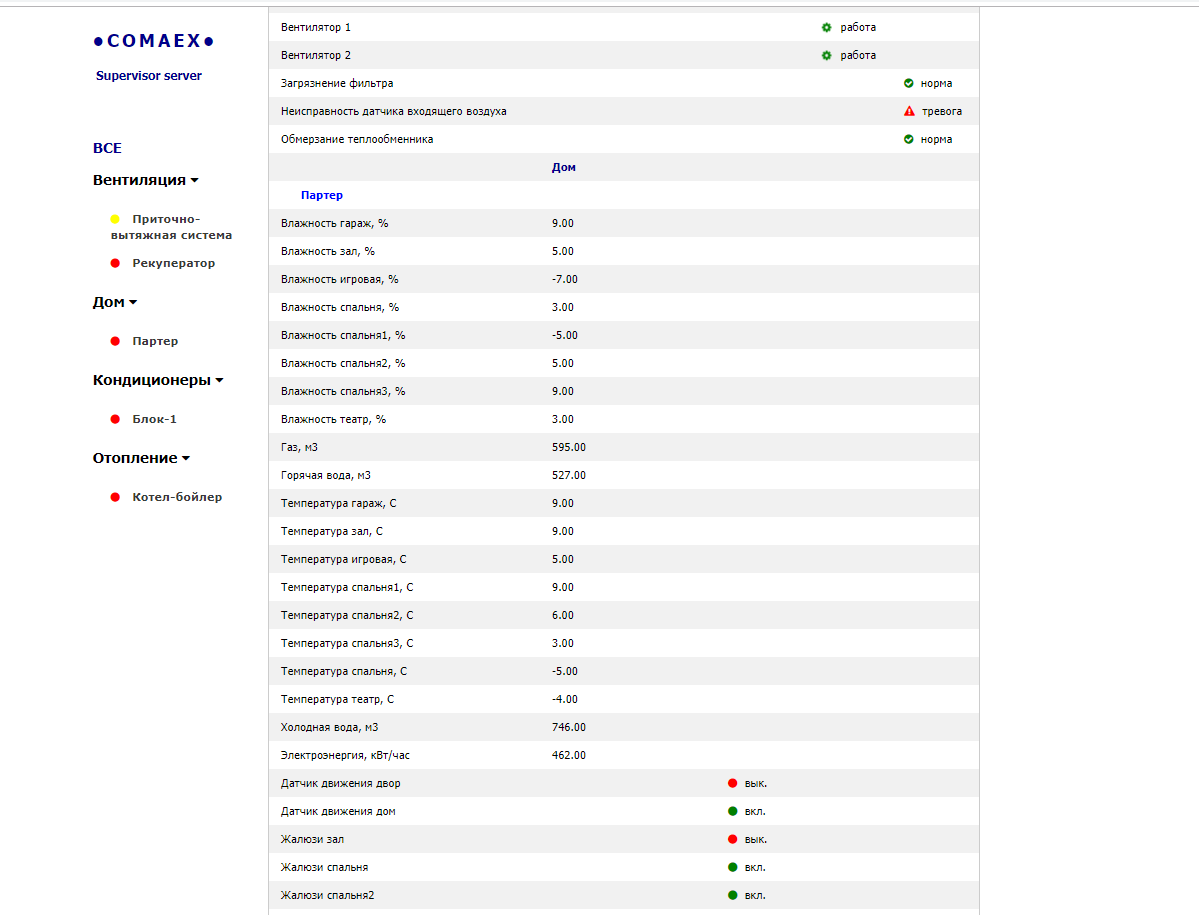 ●COMAEX●
Supervisor server
ВСЕ
Вентиляция
Приточно-
вытяжная система
Рекуператор
Дом
Партер
Кондиционеры
Блок-1
Отопление
Котел-бойлер
Вентилятор 1 работа
Вентилятор 2 работа
Загрязнение фильтра норма
Неисправность датчика входящего воздуха тревога
Обмерзание теплообменника норма
Дом
Партер
Влажность гараж, % 9.00
Влажность зал, % 5.00
Влажность игровая, % -7.00
Влажность спальня, % 3.00
Влажность спальня1, % -5.00
Влажность спальня2, % 5.00
Влажность спальня3, % 9.00
Влажность театр, % 3.00
Газ, м3 595.00
Горячая вода, м3 527.00
Температура гараж, С 9.00
Температура зал, С 9.00
Температура игровая, С 5.00
Температура спальня1, С 9.00
Температура спальня2, С 6.00
Температура спальня3, С 3.00
Температура спальня, С -5.00
Температура театр, С -4.00
Холодная вода, м3 746.00
Электроэнергия, кВт/час 462.00
Датчик движения двор вык.
Датчик движения дом вкл.
Жалюзи зал вык.
Жалюзи спальня вкл.
Жалюзи спальня2 вкл.